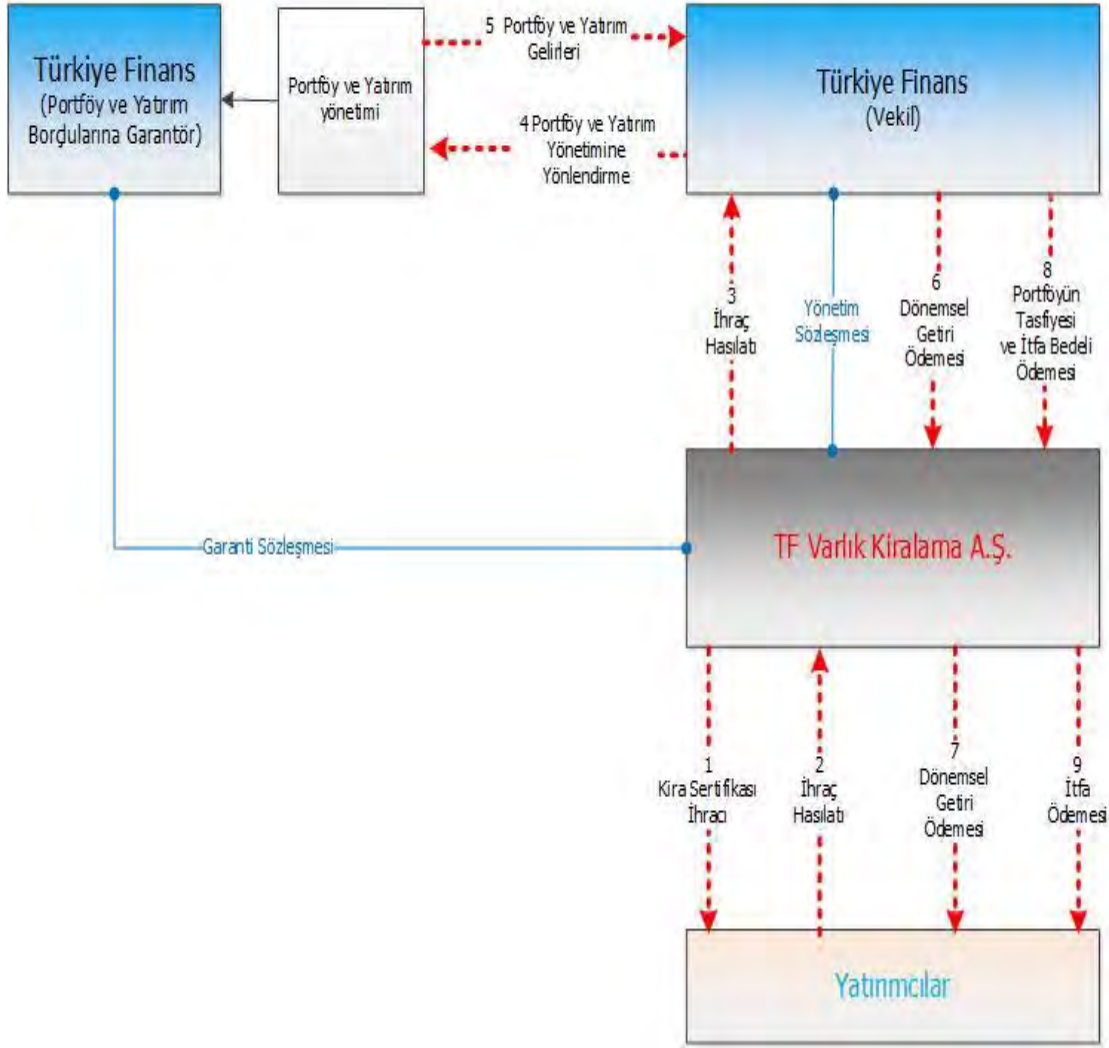 Türkiye Finans
(Portföy ve Yatırım
Borçlularına Garantör)
Portföy ve Yatırım
yönetimi
5 Portföy ve Yatırım
Gelirleri
4 Portföy ve Yatırım
Yönetimine
Yönlendirme
Türkiye Finans
(Vekil)
3
İhraç
Hasılatı
Yönetim
Sözleşmesi
6
Dönemsel
Getiri
Ödemesi
8
Portföyün
Tasfiyesi
ve İtfa Bedeli
Ödemesi
Garanti Sözleşmesi
TF Varlık Kiralama A.Ş.
1
Kira Sertifikası
İhracı
2
İhraç
Hasılatı
7
Dönemsel
Getiri
Ödemesi
9
İtfa
Ödemesi
Yatırımcılar